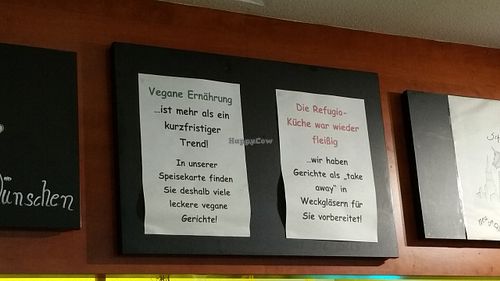 Wünschen
Vegane Ernährung
...ist mehr als ein
kurzfristiger
Trend!
In unserer
Speisekarte finden
Sie deshalb viele
leckere vegane
Gerichte!
HappyCow
Die Refugio-
Küche war wieder
fleißig
...wir haben
Gerichte als „take
away" in
Weckgläsern für
Sie vorbereitet!